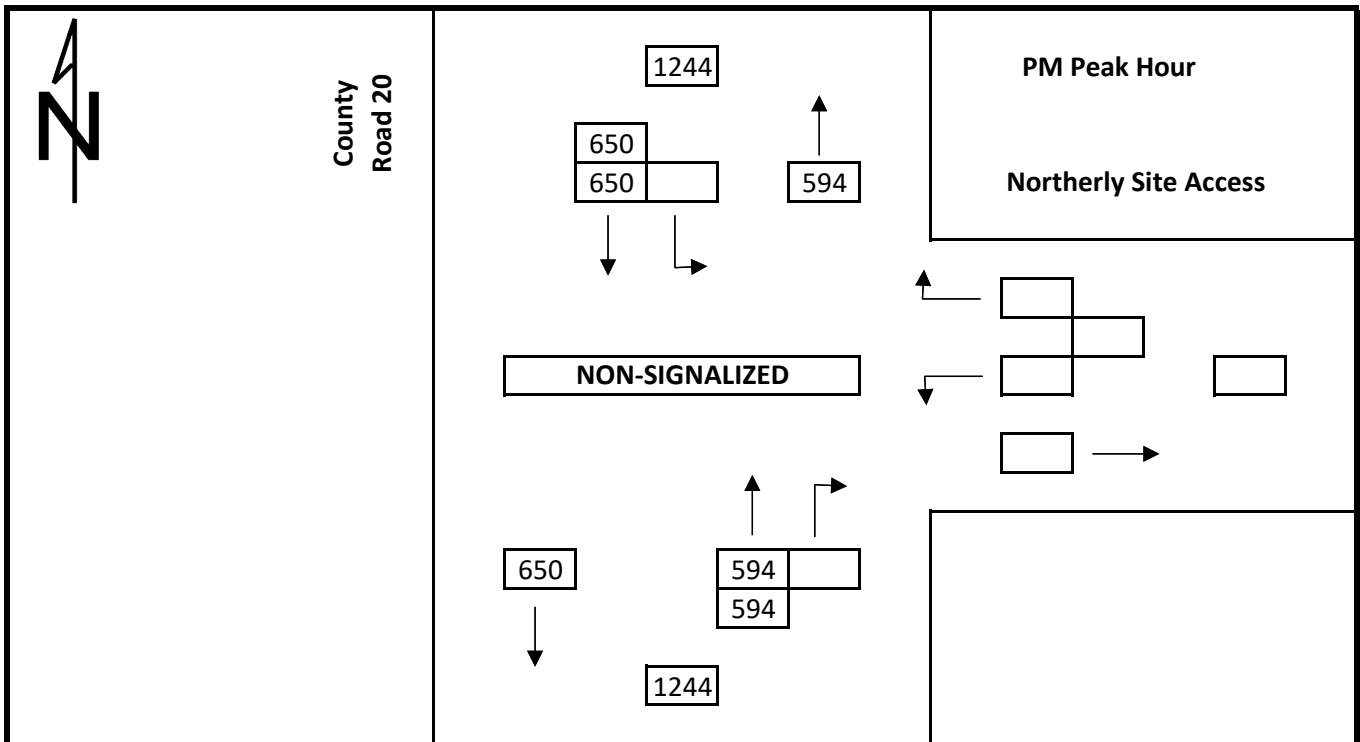 N
County
Road 20
1244
PM Peak Hour
650
650
594
Northerly Site Access
NON-SIGNALIZED
650
594
594
1244